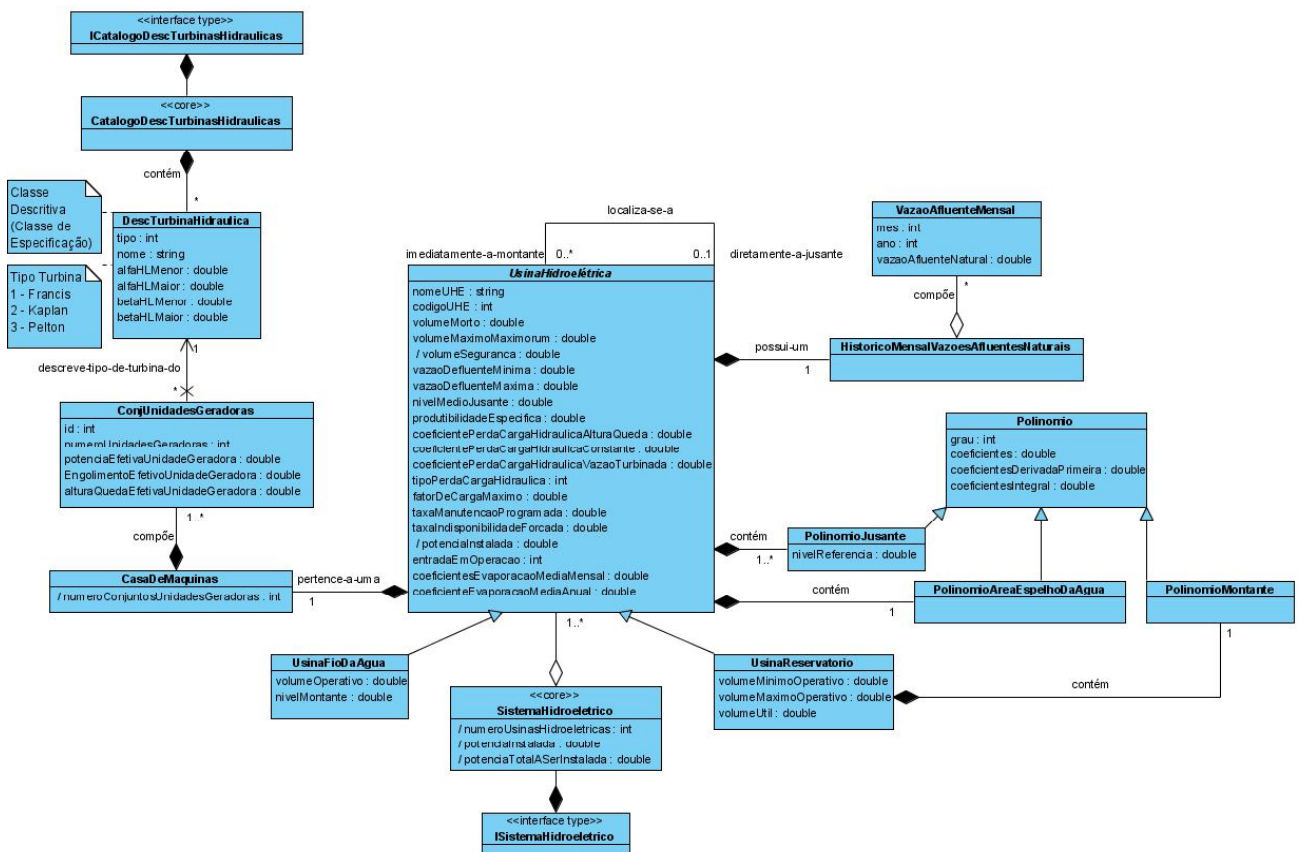 <<interface type>>
ICatalogoDescTurbinasHidraulicas
<<core>>
CatalogoDescTurbinasHidraulicas
contém
*
Classe
Descritiva
(Classe de
Especificação)
Tipo Turbina
1 - Francis
2 - Kaplan
3 - Pelton
DescTurbinaHidraulica
tipo : int
nome : string
alfaHLMenor : double
alfaHLMaior : double
betaHLMenor : double
betaHLMaior : double
1
descreve-tipo-de-turbina-do
*
ConjUnidadesGeradoras
id : int
numeroUnidadesGeradoras : int
potenciaEfetivaUnidadeGeradora : double
EngolimentoEfetivoUnidadeGeradora : double
alturaQuedaEfetivaUnidadeGeradora : double
1..*
compõe
CasaDeMaquinas
/ numeroConjuntosUnidadesGeradoras : int
pertence-a-uma
1
localiza-se-a
imediatamente-a-montante
0..*
0..1
diretamente-a-jusante
UsinaHidroelétrica
nomeUHE : string
codigoUHE : int
volumeMorto : double
volumeMaximoMaximorum : double
/ volumeSeguranca : double
vazaoDefluenteMinima : double
vazaoDefluenteMaxima : double
nivelMedioJusante : double
produtibilidadeEspecifica : double
coeficientePerdaCargaHidraulicaAlturaQueda : double
coeficientePerdaCargaHidraulicaConstante : double
coeficientePerdaCargaHidraulicaVazaoTurbinada : double
tipoPerdaCargaHidraulica : int
fatorDeCargaMaximo : double
taxaManutencaoProgramada : double
taxaIndisponibilidadeForcada : double
/ potenciaInstalada : double
entradaEmOperacao : int
coeficientesEvaporacaoMediaMensal : double
coeficienteEvaporacaoMediaAnual : double
VazaoAfluenteMensal
mes : int
ano : int
vazaoAfluenteNatural : double
*
compõe
possui-um
1
HistoricoMensalVazoesAfluentesNaturais
Polinomio
grau : int
coeficientes : double
coeficientesDerivadaPrimeira : double
coeficientesIntegral : double
contém
1..*
PolinomioJusante
nivelReferencia : double
contém
1
PolinomioAreaEspelhoDaAgua
PolinomioMontante
1
contém
UsinaFioDaAgua
volumeOperativo : double
nivelMontante : double
1..*
<<core>>
SistemaHidroeletrico
/ numeroUsinasHidroeletricas : int
/ potenciaInstalada : double
/ potenciaTotalASerInstalada : double
UsinaReservatorio
volumeMinimoOperativo : double
volumeMaximoOperativo : double
volumeUtil : double
<<interface type>>
ISistemaHidroeletrico